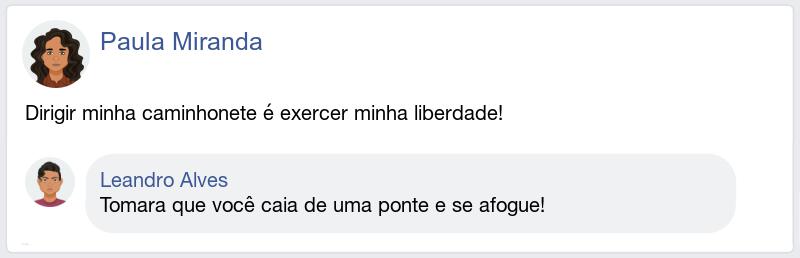 Paula Miranda
Dirigir minha caminhonete é exercer minha liberdade!
Leandro Alves
Tomara que você caia de uma ponte e se afogue!